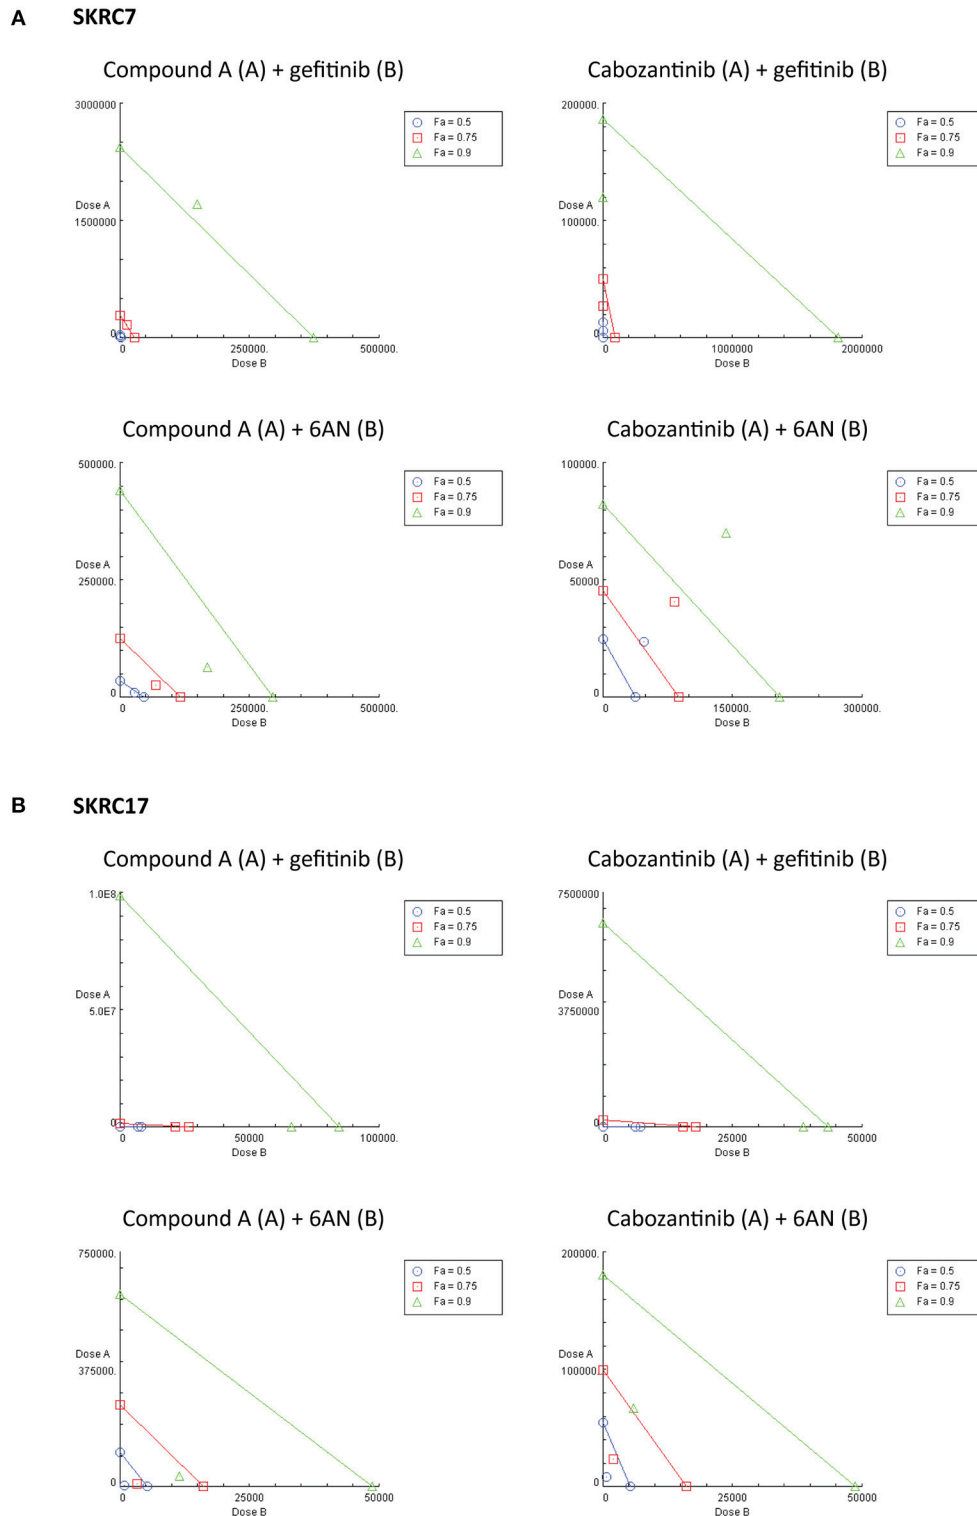 A SKRC7
Compound A (A) + gefitinib (B)
3000000
Dose A
1500000
0
0 250000. 500000.
Dose B
Fa = 0.5
Fa = 0.75
Fa = 0.9
Cabozantinib (A) + gefitinib (B)
200000.
Dose A
100000.
0
0 1000000 2000000
Dose B
Fa = 0.5
Fa = 0.75
Fa = 0.9
Compound A (A) + 6AN (B)
500000.
Dose A
250000.
0
0 250000. 500000.
Dose B
Fa = 0.5
Fa = 0.75
Fa = 0.9
Cabozantinib (A) + 6AN (B)
100000.
Dose A
50000
0
0 150000. 300000.
Dose B
Fa = 0.5
Fa = 0.75
Fa = 0.9
B SKRC17
Compound A (A) + gefitinib (B)
1.0E8
Dose A
5.0E7
0
0 50000 100000.
Dose B
Fa = 0.5
Fa = 0.75
Fa = 0.9
Cabozantinib (A) + gefitinib (B)
7500000
Dose A
3750000
0
0 25000 50000
Dose B
Fa = 0.5
Fa = 0.75
Fa = 0.9
Compound A (A) + 6AN (B)
750000.
Dose A
375000.
0
0 25000 50000
Dose B
Fa = 0.5
Fa = 0.75
Fa = 0.9
Cabozantinib (A) + 6AN (B)
200000.
Dose A
100000.
0
0 25000 50000
Dose B
Fa = 0.5
Fa = 0.75
Fa = 0.9